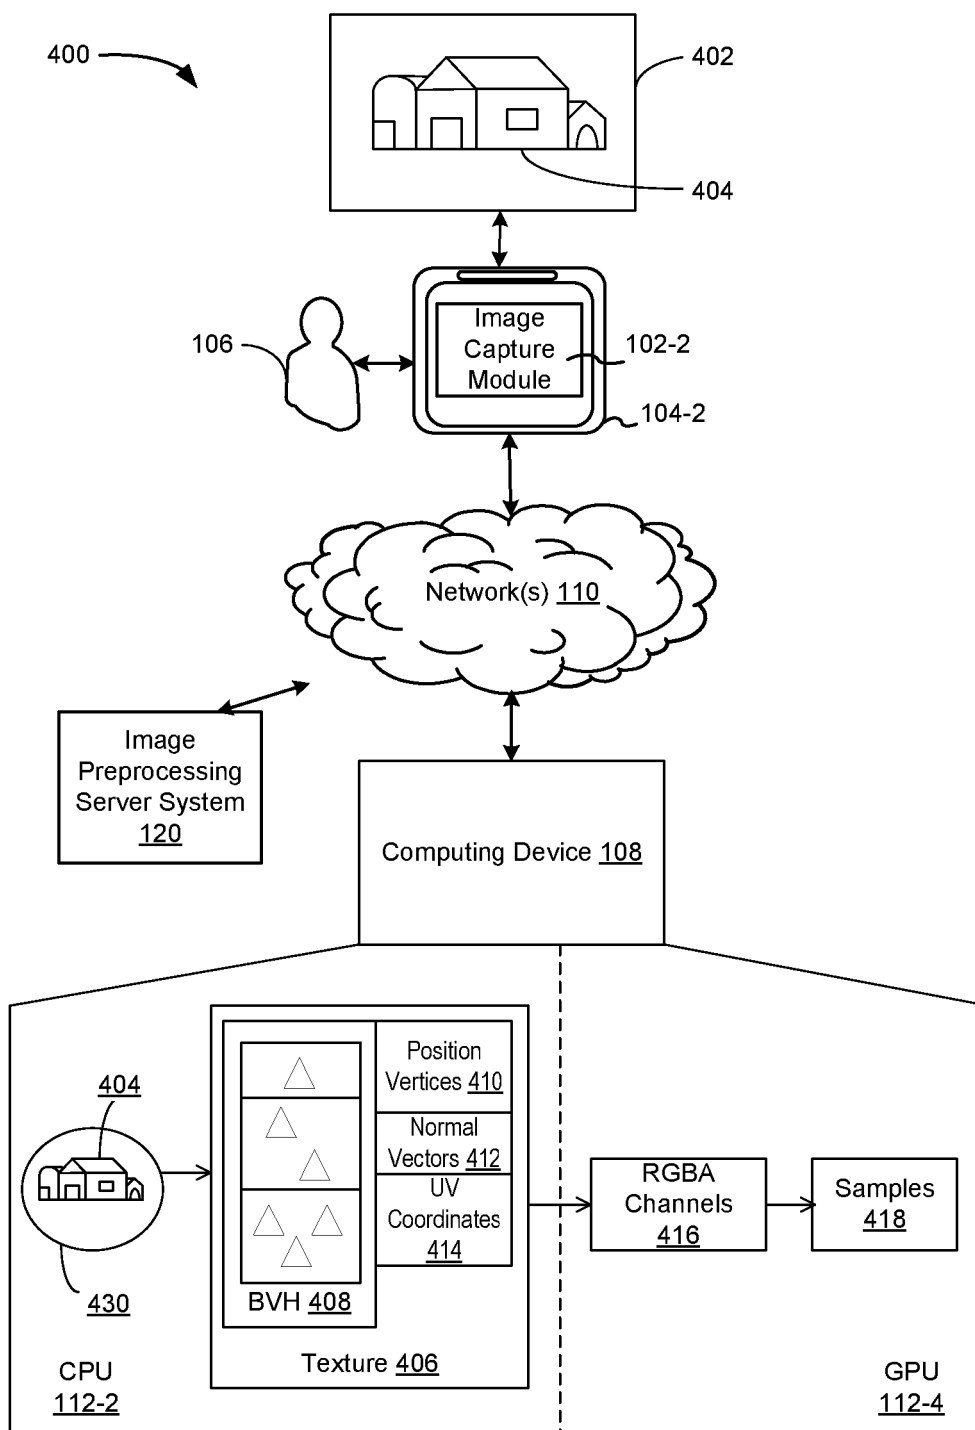 400
402
404
Image
Capture
Module
106
102-2
104-2
Network(s) 110
Image
Preprocessing
Server System
120
Computing Device 108
404
430
Position
Vertices 410
Normal
Vectors 412
UV
Coordinates
414
BVH 408
Texture 406
RGBA
Channels
416
Samples
418
CPU
112-2
GPU
112-4